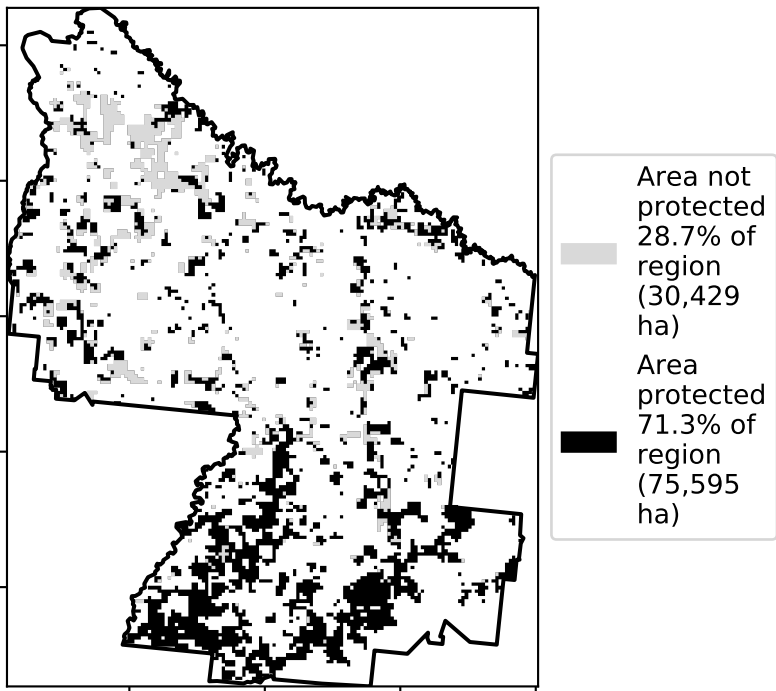 Area not
protected
28.7% of
region
(30,429
ha)
Area
protected
71.3% of
region
(75,595
ha)